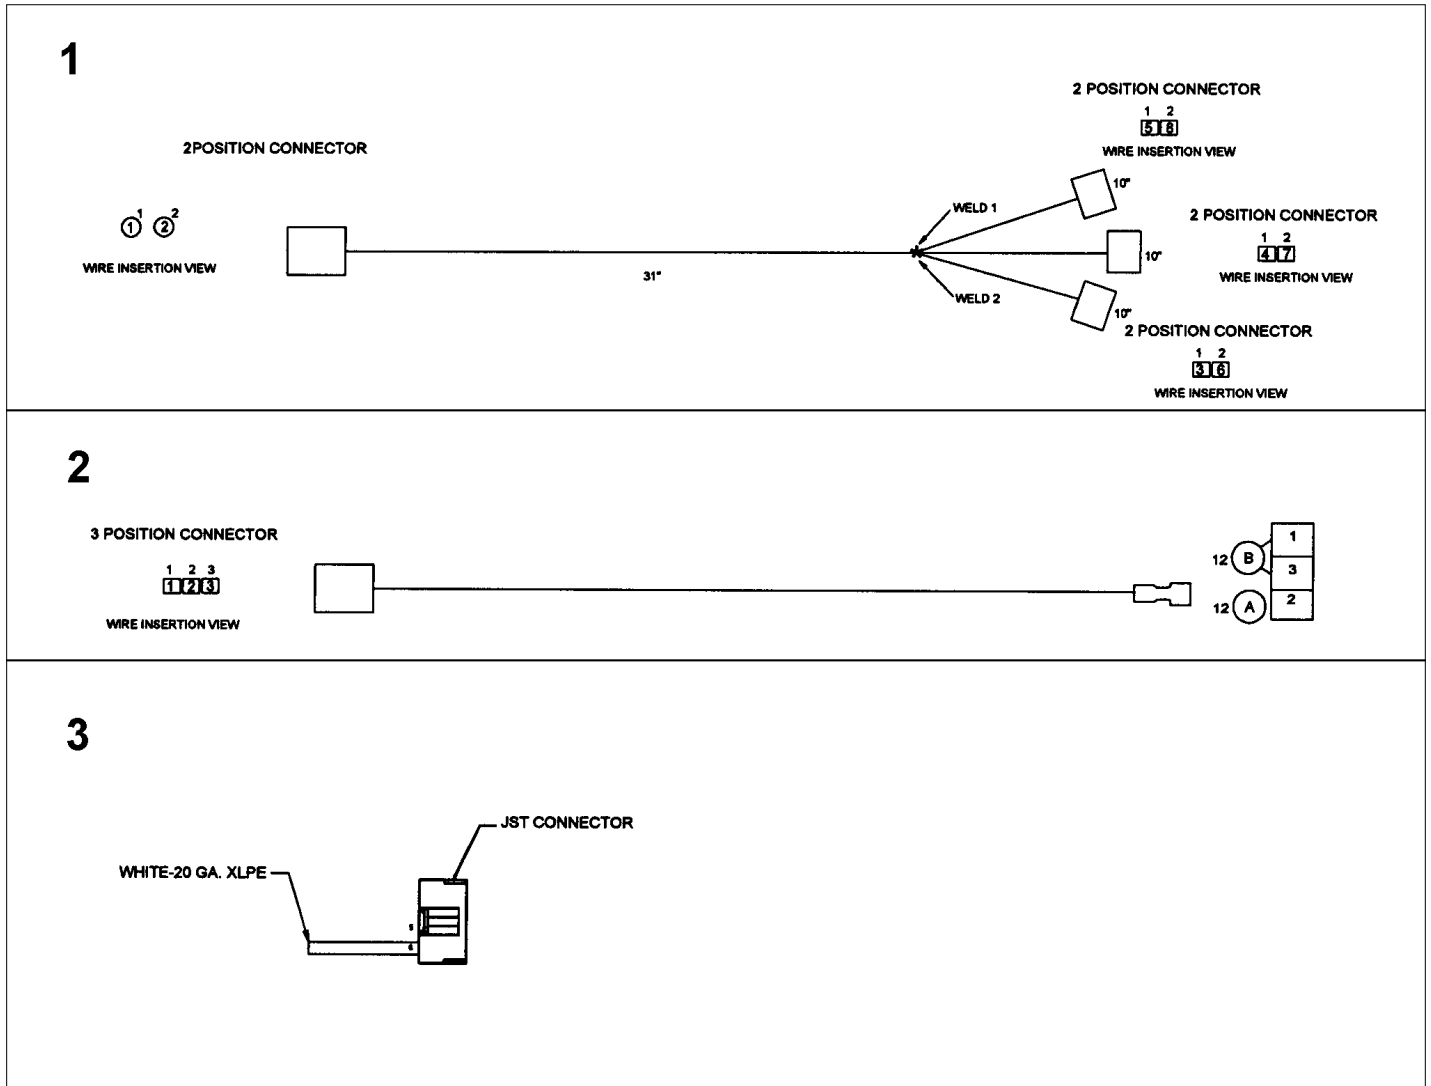 1
2POSITION CONNECTOR
1 2
1 2
WIRE INSERTION VIEW
31"
WELD 1
WELD 2
2 POSITION CONNECTOR
1 2
5 8
WIRE INSERTION VIEW
10"
2 POSITION CONNECTOR
1 2
4 7
WIRE INSERTION VIEW
10"
10"
2 POSITION CONNECTOR
1 2
3 6
WIRE INSERTION VIEW
2
3 POSITION CONNECTOR
1 2 3
1 2 3
WIRE INSERTION VIEW
12 B
12 A
1
3
2
3
JST CONNECTOR
WHITE-20 GA. XLPE
5